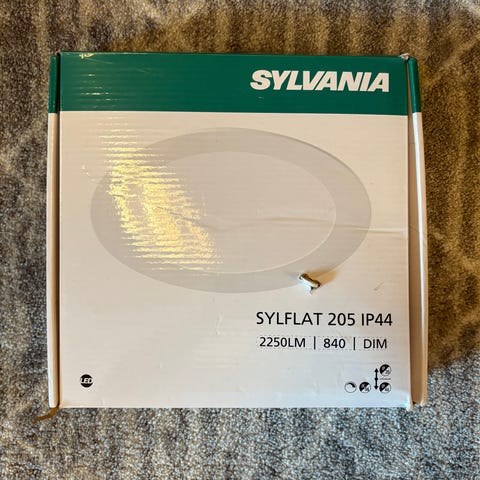 SYLVANIA
SYLFLAT 205 IP44
2250LM | 840 | DIM
LED